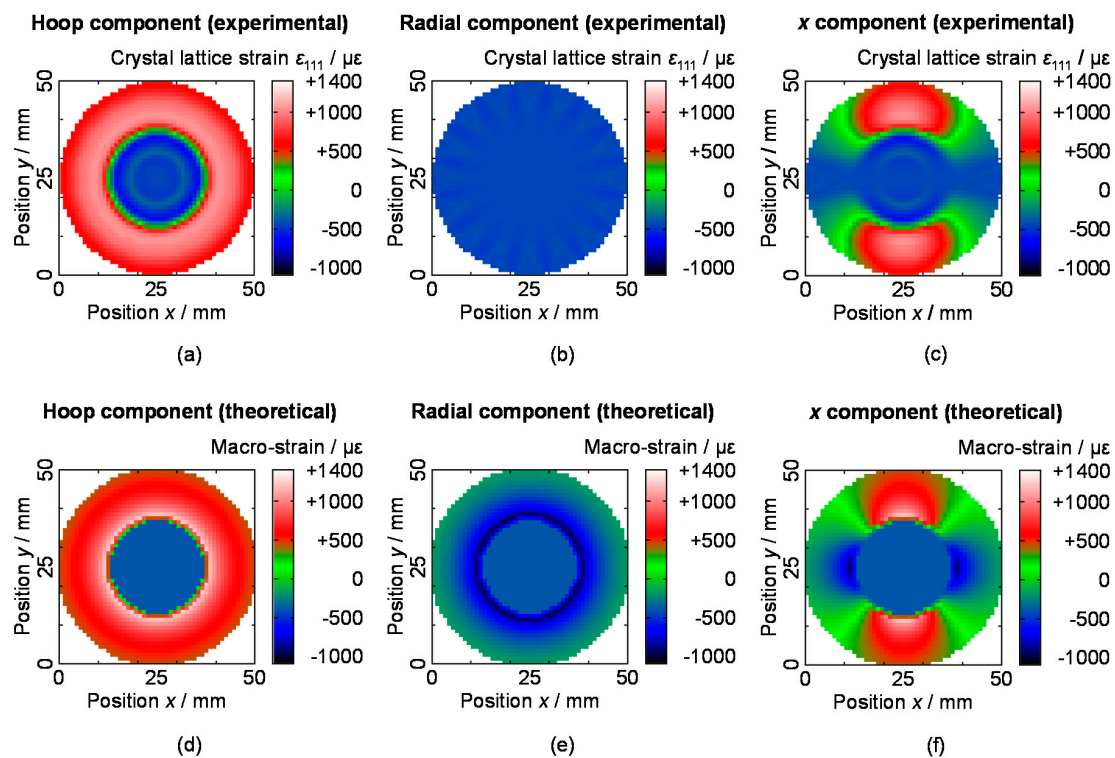 Hoop component (experimental)
Radial component (experimental)
x component (experimental)
Crystal lattice strain ε111 / µε
Crystal lattice strain ε111 / µε
Crystal lattice strain ε111 / µε
Position y / mm
0
25
50
+1400
+1000
+500
0
-500
-1000
Position y / mm
0
25
50
+1400
+1000
+500
0
-500
-1000
Position y / mm
0
25
50
+1400
+1000
+500
0
-500
-1000
0 25 50
0 25 50
0 25 50
Position x / mm
Position x / mm
Position x / mm
(a)
(b)
(c)
Hoop component (theoretical)
Radial component (theoretical)
x component (theoretical)
Macro-strain / µε
Macro-strain / µε
Macro-strain / µε
Position y / mm
0
25
50
+1400
+1000
+500
0
-500
-1000
Position y / mm
0
25
50
+1400
+1000
+500
0
-500
-1000
Position y / mm
0
25
50
+1400
+1000
+500
0
-500
-1000
0 25 50
0 25 50
0 25 50
Position x / mm
Position x / mm
Position x / mm
(d)
(e)
(f)